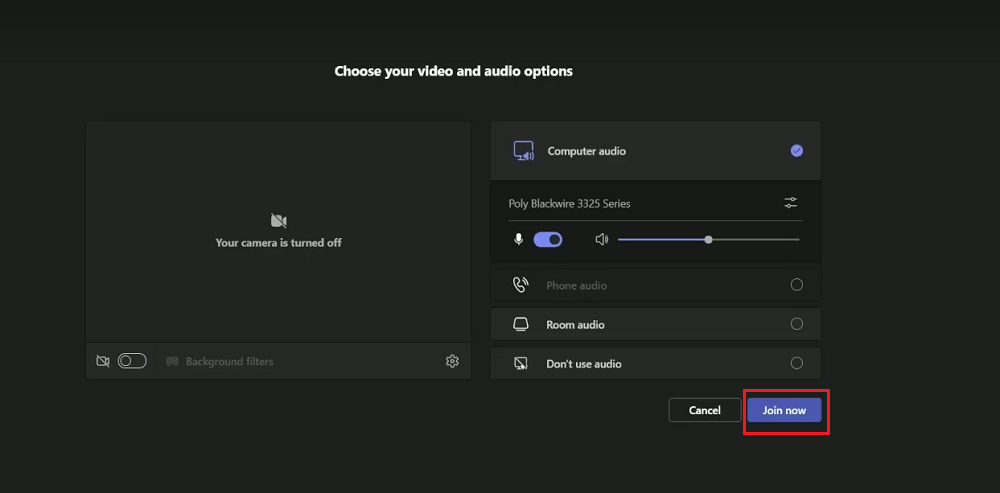 Choose your video and audio options
Your camera is turned off
Background filters
Computer audio
Poly Blackwire 3325 Series
Phone audio
Room audio
Don't use audio
Cancel
Join now